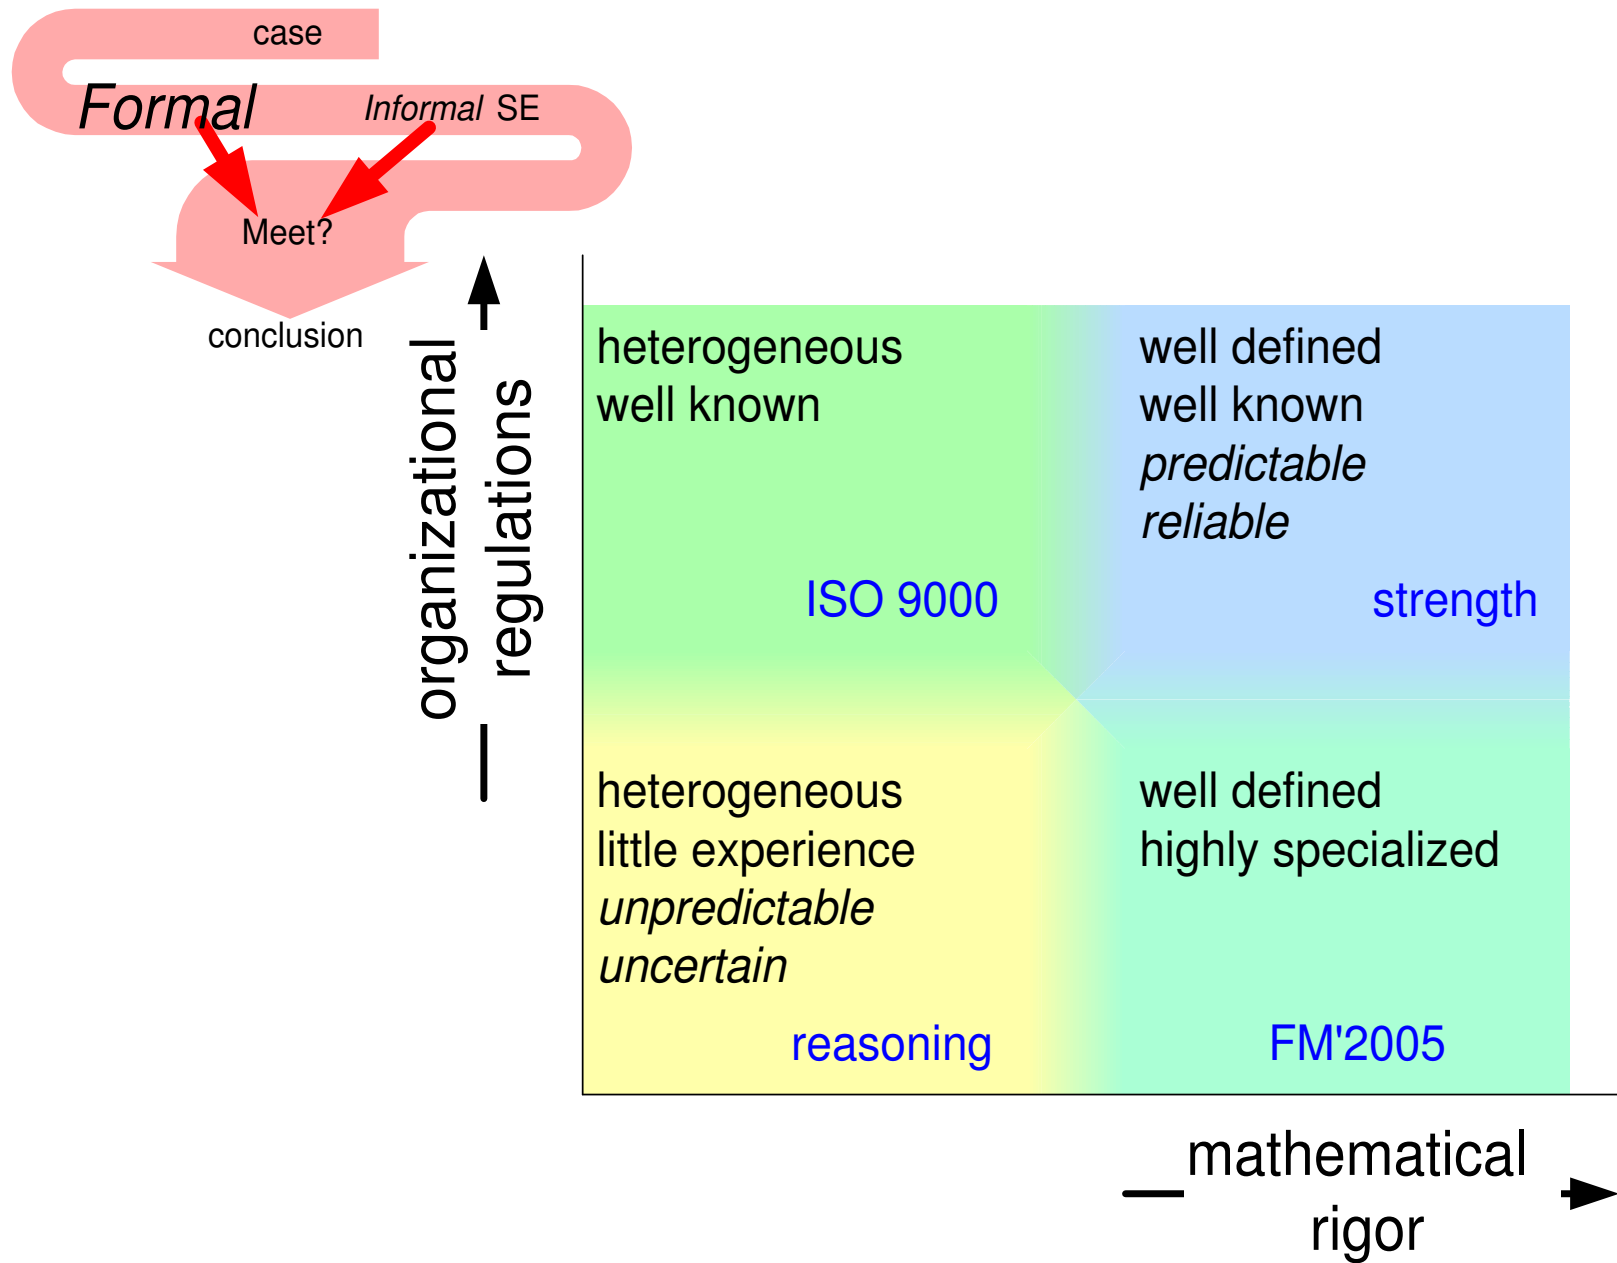 case
Formal
Informal SE
Meet?
conclusion
organizational
regulations
heterogeneous
well known
ISO 9000
well defined
well known
predictable
reliable
strength
heterogeneous
little experience
unpredictable
uncertain
reasoning
well defined
highly specialized
FM'2005
mathematical
rigor